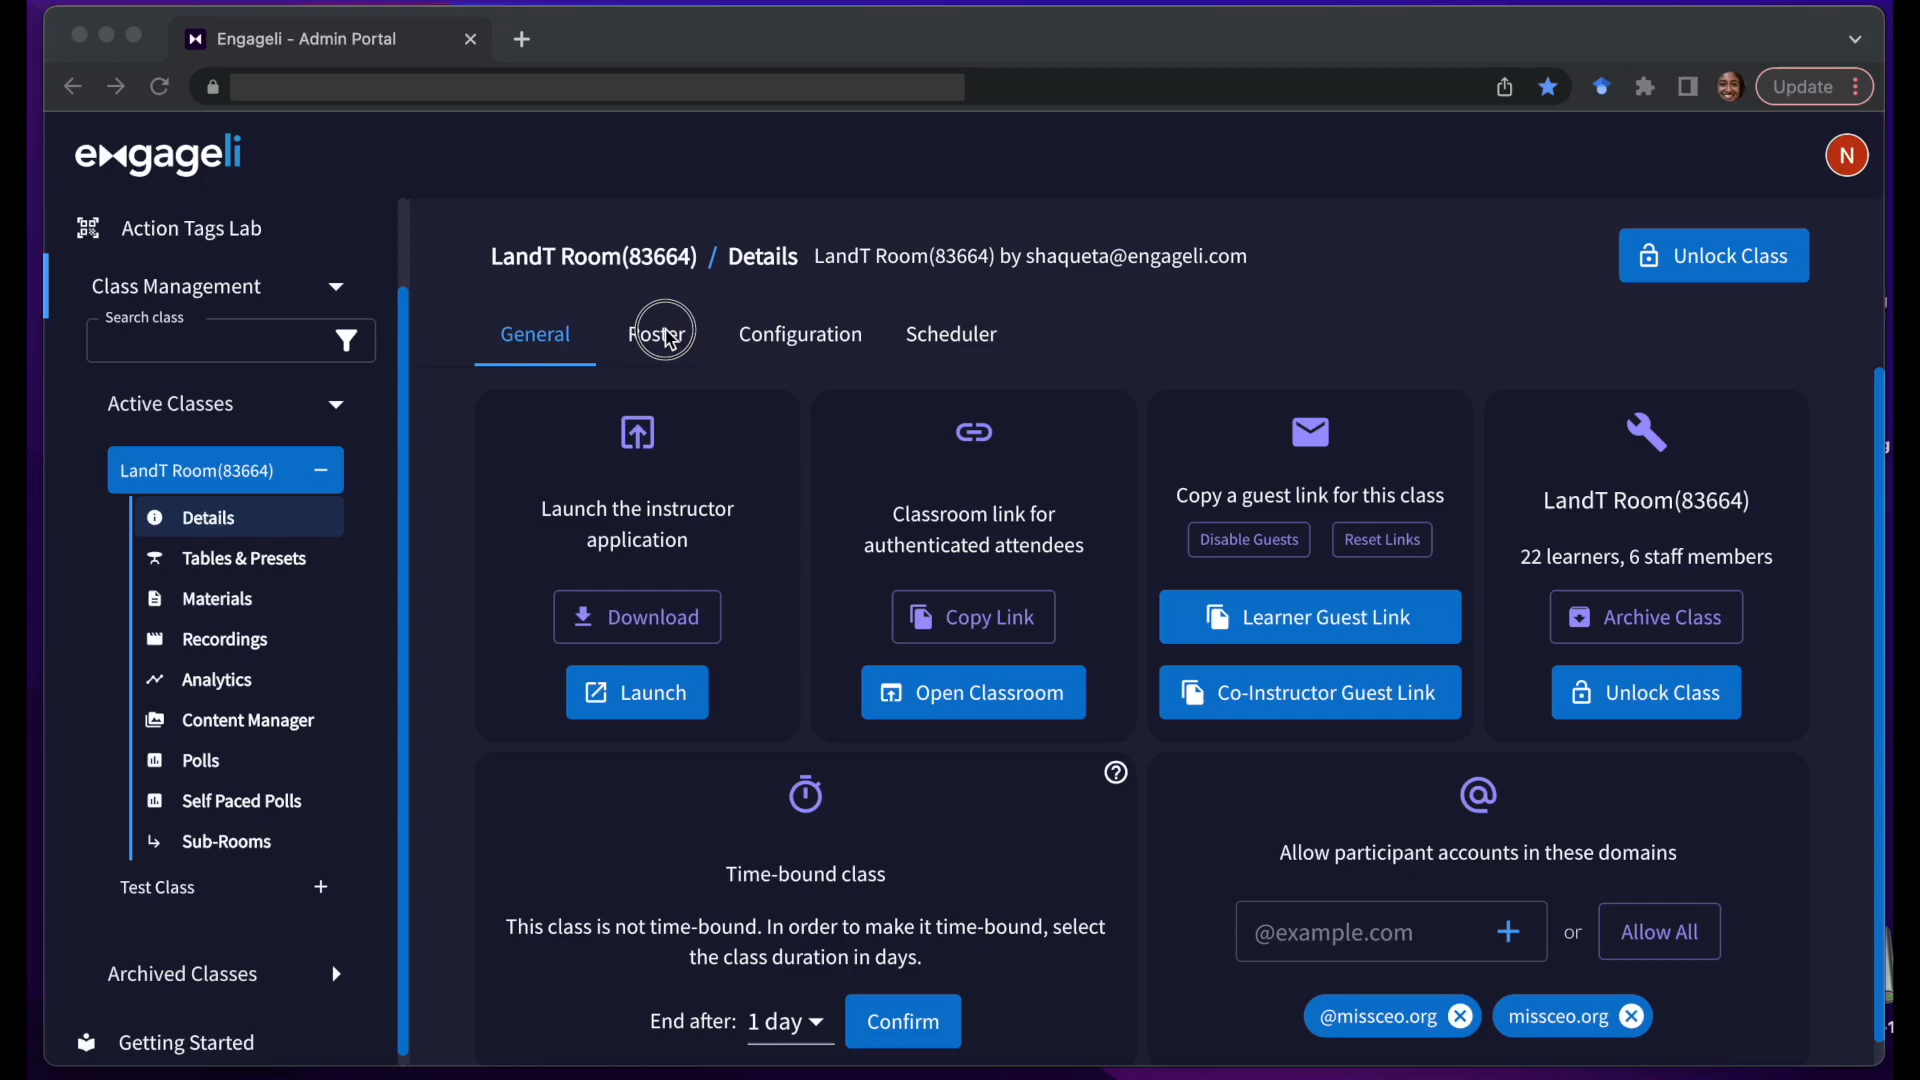 Engageli - Admin Portal
Update
engageli
N
Action Tags Lab
Class Management
Search class
Active Classes
LandT Room(83664)
Details
Tables & Presets
Materials
Recordings
Analytics
Content Manager
Polls
Self Paced Polls
Sub-Rooms
Test Class
Archived Classes
Getting Started
LandT Room(83664) / Details LandT Room(83664) by shaqueta@engageli.com
Unlock Class
General Roster Configuration Scheduler
Launch the instructor
application
Download
Launch
Classroom link for
authenticated attendees
Copy Link
Open Classroom
Copy a guest link for this class
Disable Guests Reset Links
Learner Guest Link
Co-Instructor Guest Link
LandT Room(83664)
22 learners, 6 staff members
Archive Class
Unlock Class
Time-bound class
This class is not time-bound. In order to make it time-bound, select
the class duration in days.
End after: 1 day Confirm
Allow participant accounts in these domains
@example.com or Allow All
@missceo.org missceo.org